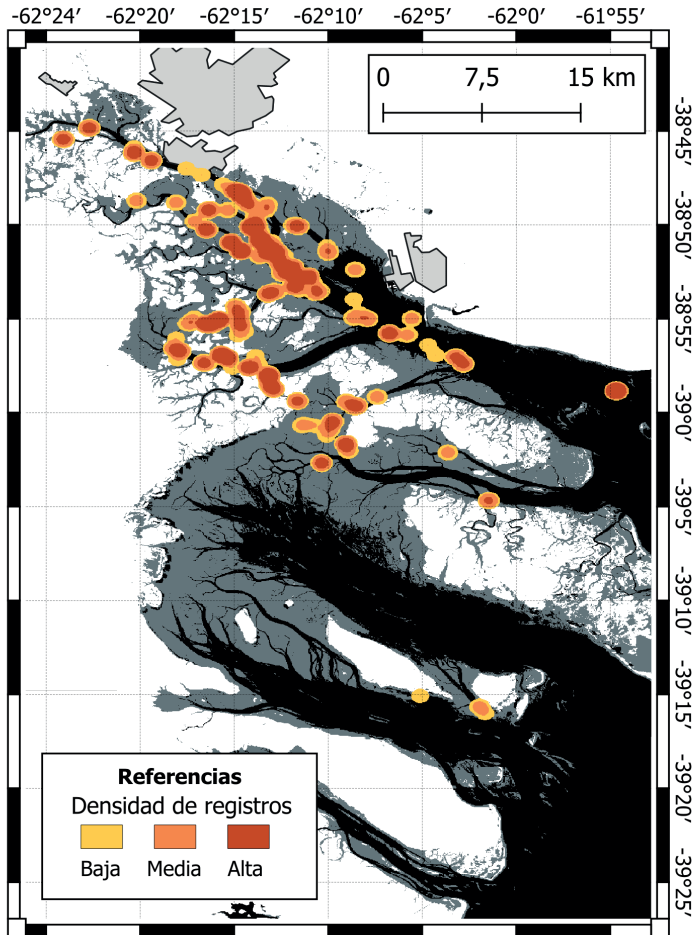 -62°24′ -62°20′ -62°15′ -62°10′ -62°5′ -62°0′ -61°55′
0 7,5 15 km
-38°45′
-38°50′
-38°55′
-39°0′
-39°5′
-39°10′
-39°15′
-39°20′
-39°25′
Referencias
Densidad de registros
Baja Media Alta